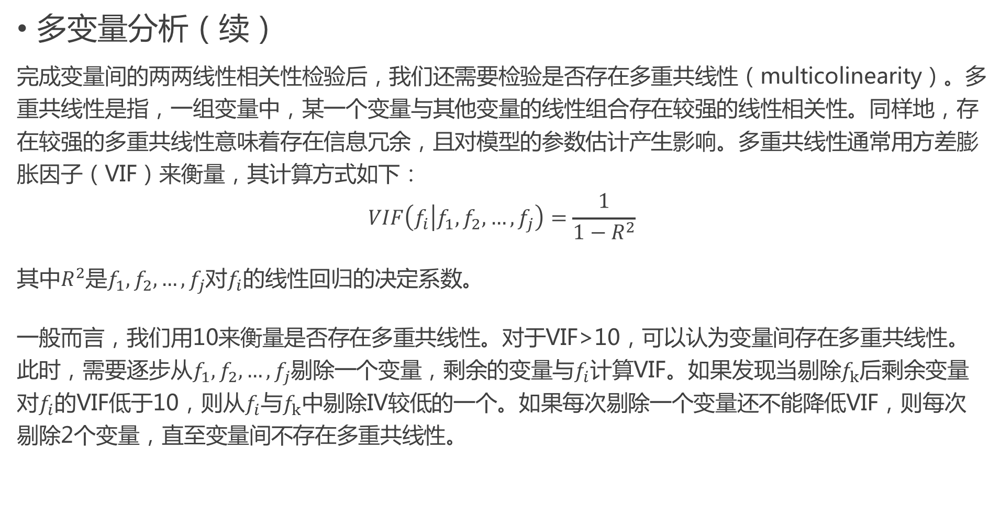 • 多变量分析（续）
完成变量间的两两线性相关性检验后，我们还需要检验是否存在多重共线性（multicolinearity）。多
重共线性是指，一组变量中，某一个变量与其他变量的线性组合存在较强的线性相关性。同样地，存
在较强的多重共线性意味着存在信息冗余，且对模型的参数估计产生影响。多重共线性通常用方差膨
胀因子（VIF）来衡量，其计算方式如下：
$VIF(f_i|f_1, f_2, …, f_j) = \frac{1}{1 - R^2}$
其中$R^2$是$f_1, f_2, …, f_j$对$f_i$的线性回归的决定系数。
一般而言，我们用10来衡量是否存在多重共线性。对于VIF>10，可以认为变量间存在多重共线性。
此时，需要逐步从$f_1, f_2, …, f_j$剔除一个变量，剩余的变量与$f_i$计算VIF。如果发现当剔除$f_k$后剩余变量
对$f_i$的VIF低于10，则从$f_i$与$f_k$中剔除IV较低的一个。如果每次剔除一个变量还不能降低VIF，则每次
剔除2个变量，直至变量间不存在多重共线性。